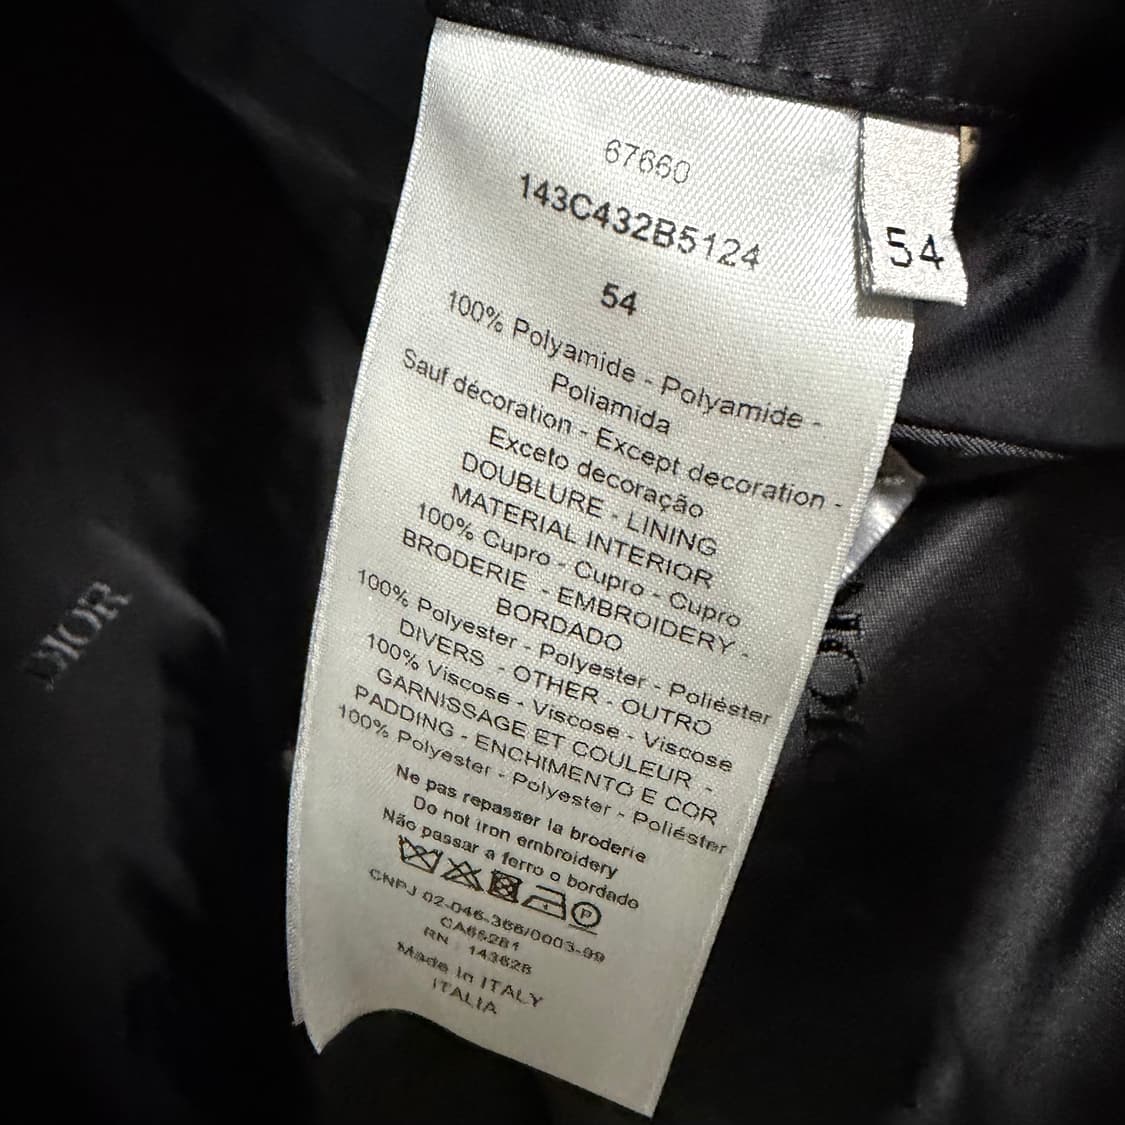 67660
143C432B5124
54
54
100% Polyamide - Polyamide -
Poliamida
Sauf décoration - Except decoration -
Exceto decoração
DOUBLURE - LINING
MATERIAL INTERIOR
100% Cupro - Cupro - Cupro
BRODERIE - EMBROIDERY -
BORDADO
100% Polyester - Polyester - Poliéster
DIVERS - OTHER - OUTRO
100% Viscose - Viscose - Viscose
GARNISSAGE ET COULEUR -
PADDING - ENCHIMENTO E COR
100% Polyester - Polyester - Poliéster
Ne pas repasser la broderie
Do not iron embroidery
Não passar a ferro o bordado
P
CNPJ 02-046-366/0003-99
CA65281
RN 143628
Made in ITALY
ITALIA
DIOR
DIOR